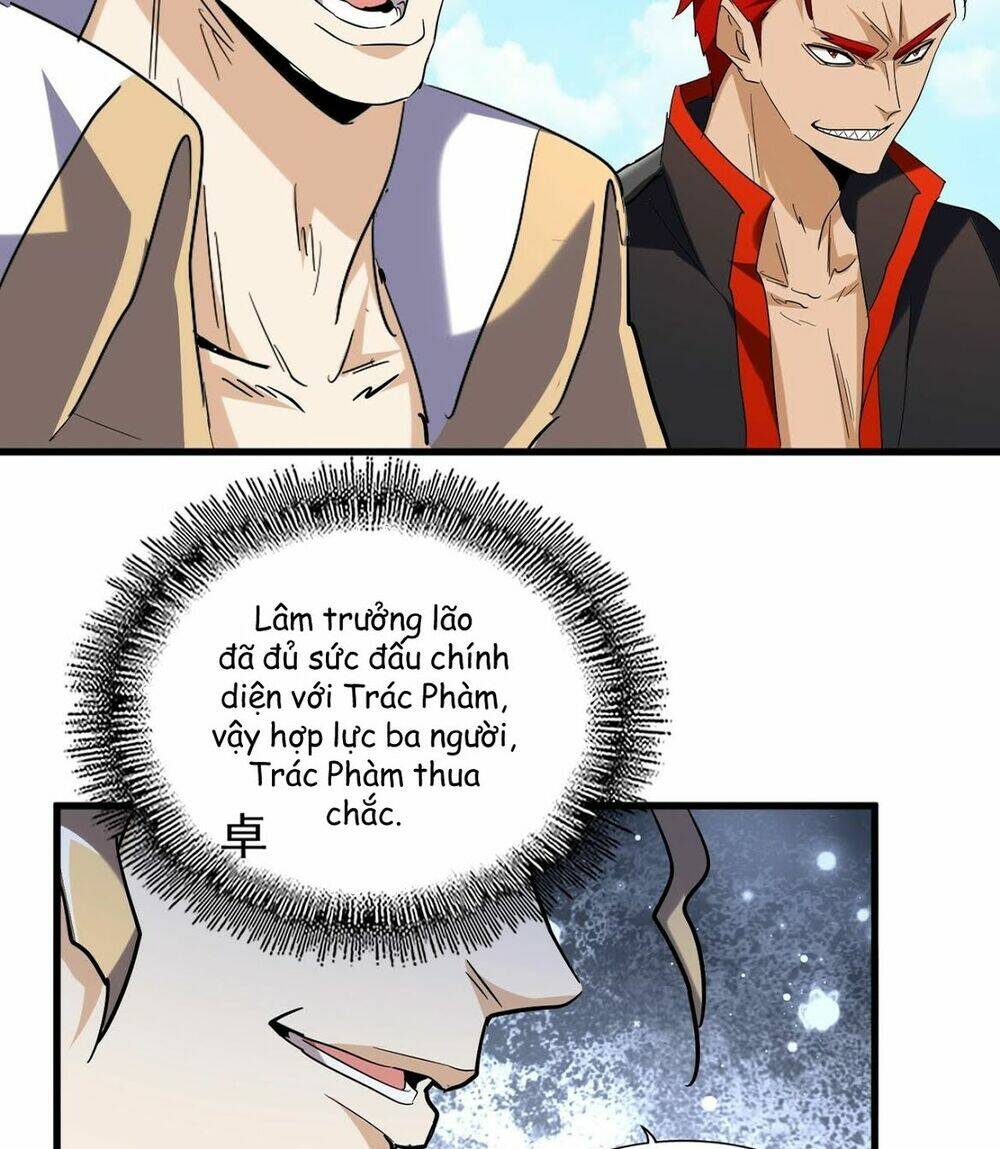 Lâm trưởng lão
đã đủ sức đấu chính
diện với Trác Phàm,
vậy hợp lực ba người,
Trác Phàm thua
chắc.
卓